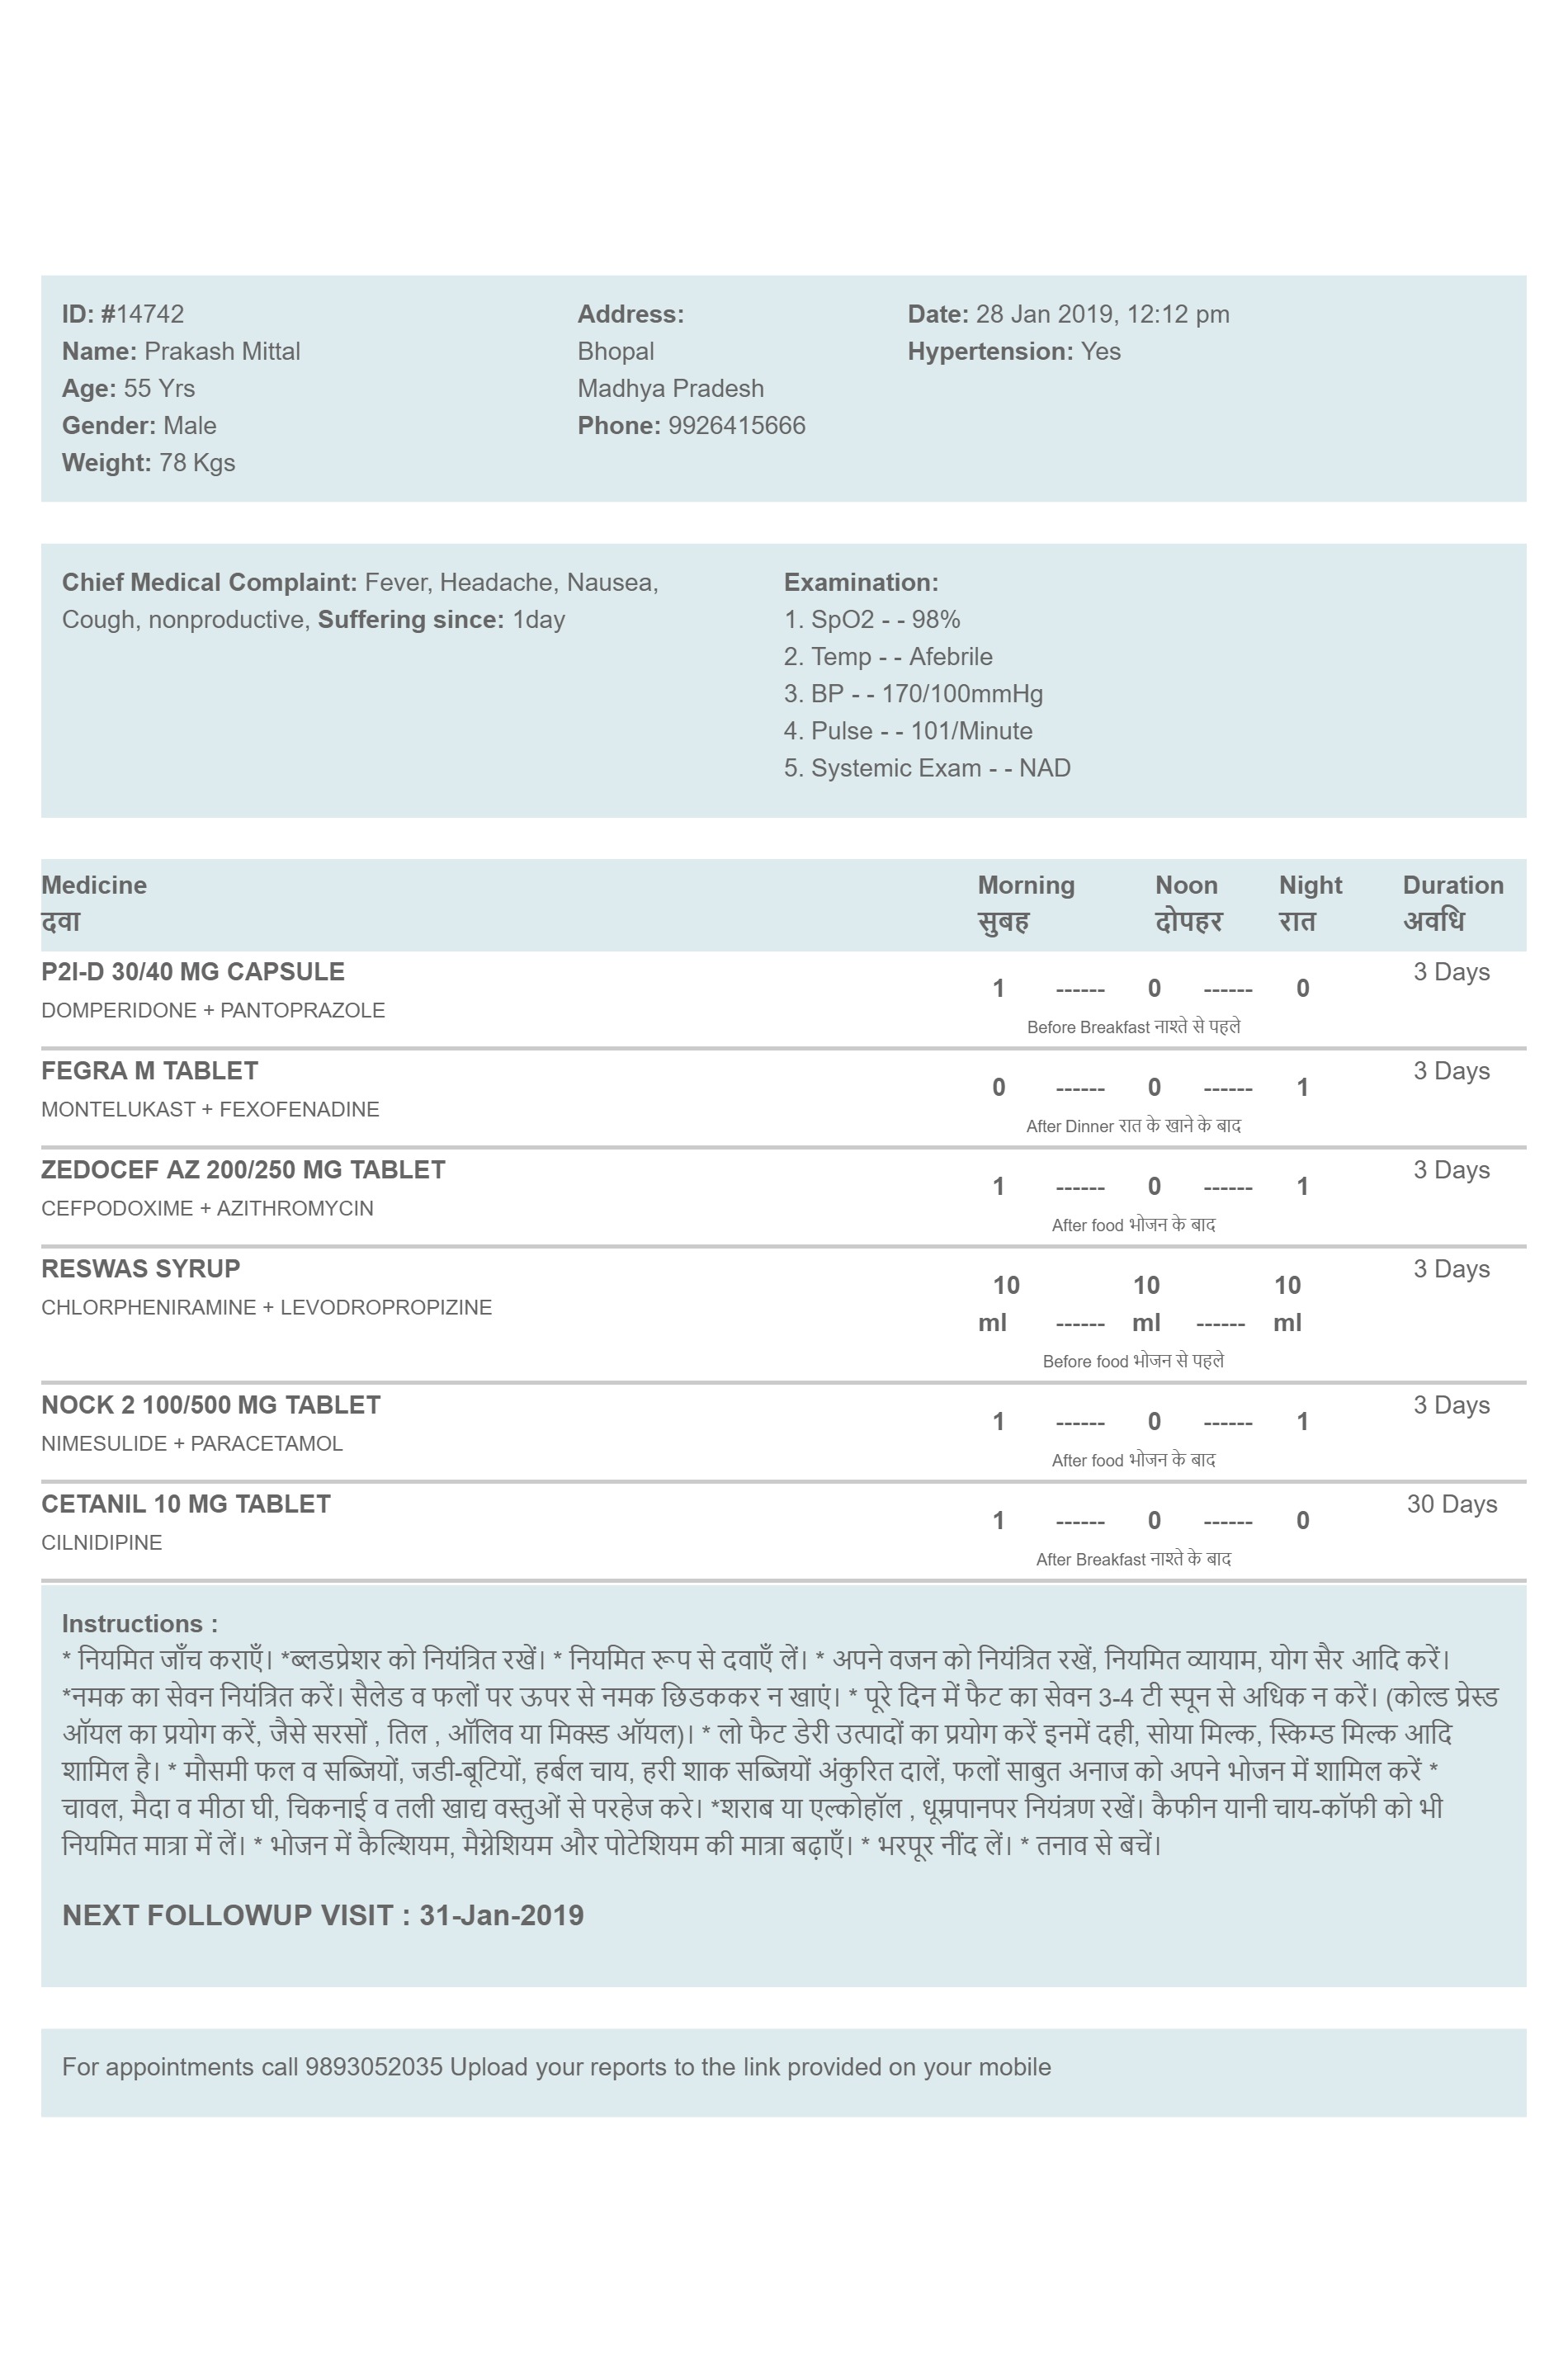 ID: #14742
Name: Prakash Mittal
Age: 55 Yrs
Gender: Male
Weight: 78 Kgs
Address:
Bhopal
Madhya Pradesh
Phone: 9926415666
Date: 28 Jan 2019, 12:12 pm
Hypertension: Yes
Chief Medical Complaint: Fever, Headache, Nausea,
Cough, nonproductive, Suffering since: 1day
Examination:
1. SpO2 - - 98%
2. Temp - - Afebrile
3. BP - - 170/100mmHg
4. Pulse - - 101/Minute
5. Systemic Exam - - NAD
Medicine Morning Noon Night Duration
दवा सुबह दोपहर रात अवधि
P2I-D 30/40 MG CAPSULE 3 Days
1 ------ 0 ------ 0
DOMPERIDONE + PANTOPRAZOLE
Before Breakfast नाश्ते से पहले
FEGRA M TABLET 3 Days
0 ------ 0 ------ 1
MONTELUKAST + FEXOFENADINE
After Dinner रात के खाने के बाद
ZEDOCEF AZ 200/250 MG TABLET 3 Days
1 ------ 0 ------ 1
CEFPODOXIME + AZITHROMYCIN
After food भोजन के बाद
RESWAS SYRUP 3 Days
10 10 10
CHLORPHENIRAMINE + LEVODROPROPIZINE
ml ------ ml ------ ml
Before food भोजन से पहले
NOCK 2 100/500 MG TABLET 3 Days
1 ------ 0 ------ 1
NIMESULIDE + PARACETAMOL
After food भोजन के बाद
CETANIL 10 MG TABLET 30 Days
1 ------ 0 ------ 0
CILNIDIPINE
After Breakfast नाश्ते के बाद
Instructions :
* नियमित जाँच कराएँ। *ब्लडप्रेशर को नियंत्रित रखें। * नियमित रूप से दवाएँ लें। * अपने वजन को नियंत्रित रखें, नियमित व्यायाम, योग सैर आदि करें।
*नमक का सेवन नियंत्रित करें। सैलेड व फलों पर ऊपर से नमक छिडककर न खाएं। * पूरे दिन में फैट का सेवन 3-4 टी स्पून से अधिक न करें। (कोल्ड प्रेस्ड
ऑयल का प्रयोग करें, जैसे सरसों , तिल , ऑलिव या मिक्स्ड ऑयल)। * लो फैट डेरी उत्पादों का प्रयोग करें इनमें दही, सोया मिल्क, स्किम्ड मिल्क आदि
शामिल है। * मौसमी फल व सब्जियों, जडी-बूटियों, हर्बल चाय, हरी शाक सब्जियों अंकुरित दालें, फलों साबुत अनाज को अपने भोजन में शामिल करें *
चावल, मैदा व मीठा घी, चिकनाई व तली खाद्य वस्तुओं से परहेज करे। *शराब या एल्कोहॉल , धूम्रपानपर नियंत्रण रखें। कैफीन यानी चाय-कॉफी को भी
नियमित मात्रा में लें। * भोजन में कैल्शियम, मैग्नेशियम और पोटेशियम की मात्रा बढ़ाएँ। * भरपूर नींद लें। * तनाव से बचें।
NEXT FOLLOWUP VISIT : 31-Jan-2019
For appointments call 9893052035 Upload your reports to the link provided on your mobile